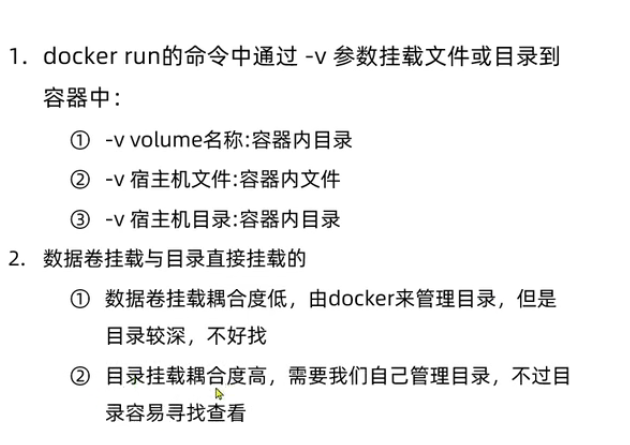 1. docker run的命令中通过 -v 参数挂载文件或目录到
容器中：
① -v volume名称:容器内目录
② -v 宿主机文件:容器内文件
③ -v 宿主机目录:容器内目录
2. 数据卷挂载与目录直接挂载的
① 数据卷挂载耦合度低，由docker来管理目录，但是
目录较深，不好找
② 目录挂载耦合度高，需要我们自己管理目录，不过目
录容易寻找查看